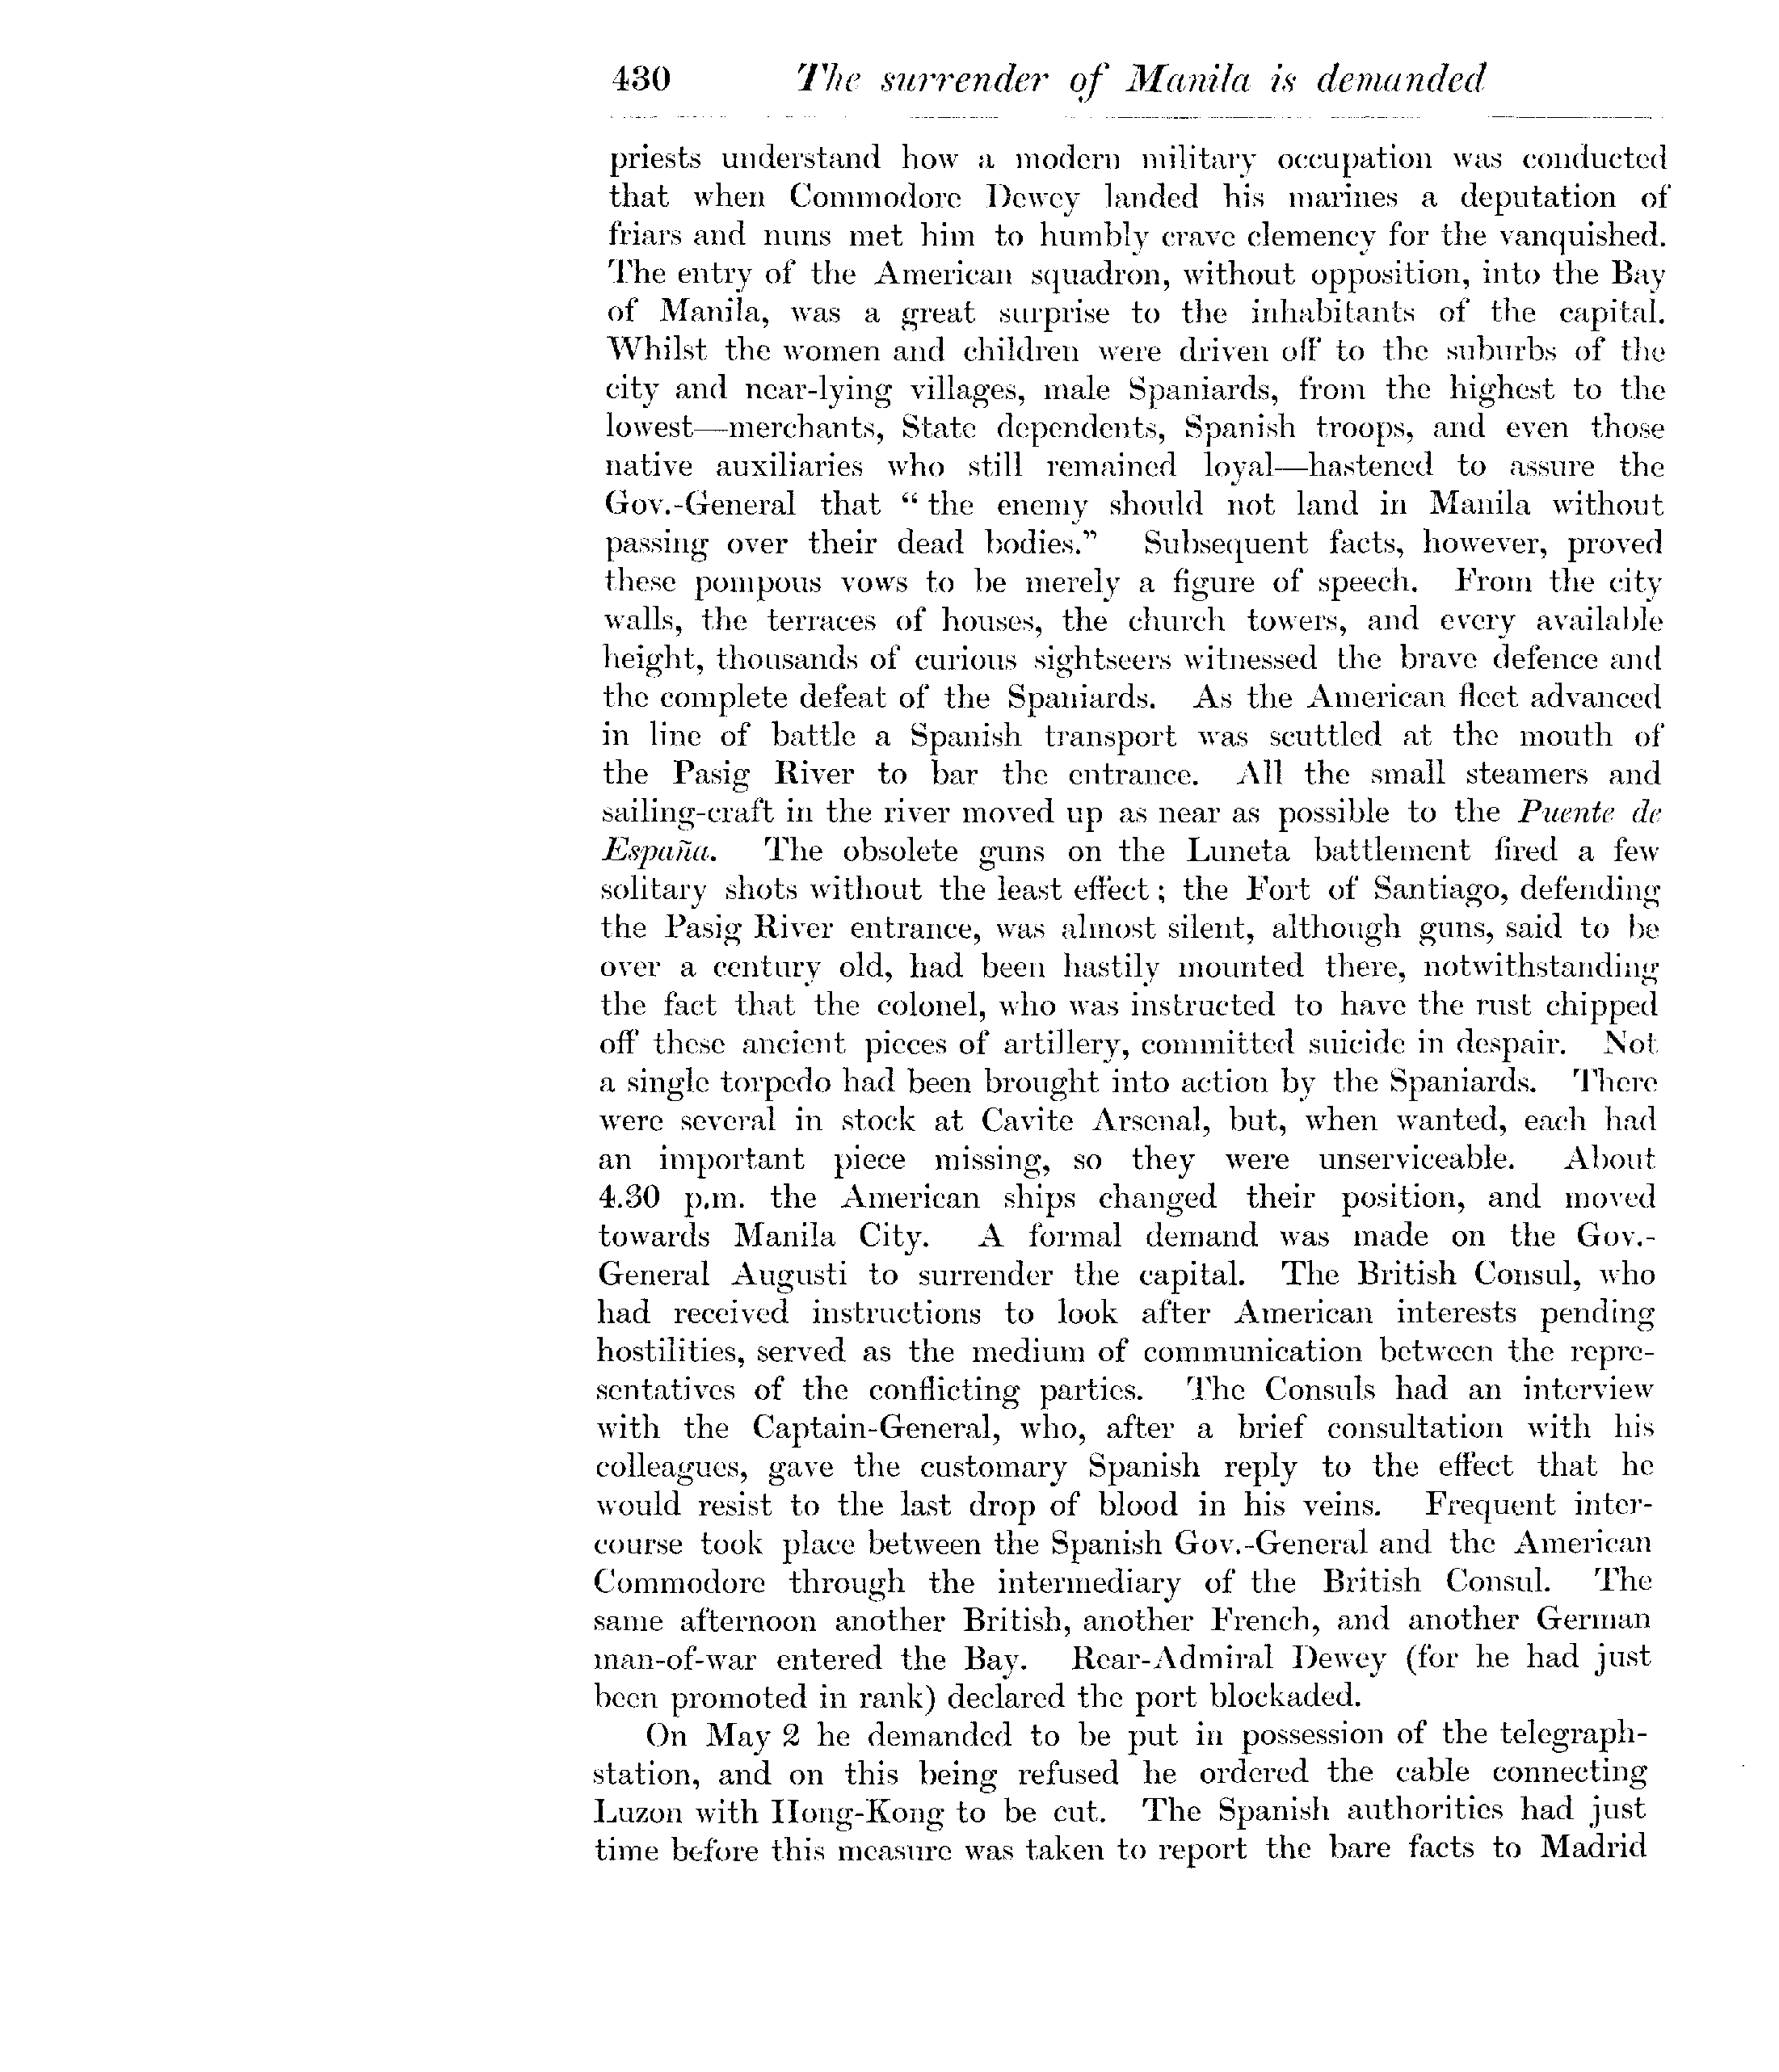 430 The surrender of Manila is demanded
priests understand how a modern military occupation was conducted
that when Commodore Dewey landed his marines a deputation of
friars and nuns met him to humbly crave clemency for the vanquished.
The entry of the American squadron, without opposition, into the Bay
of Manila, was a great surprise to the inhabitants of the capital.
Whilst the women and children were driven off to the suburbs of the
city and near-lying villages, male Spaniards, from the highest to the
lowest—merchants, State dependents, Spanish troops, and even those
native auxiliaries who still remained loyal—hastened to assure the
Gov.-General that “ the enemy should not land in Manila without
passing over their dead bodies.” Subsequent facts, however, proved
these pompous vows to be merely a figure of speech. From the city
walls, the terraces of houses, the church towers, and every available
height, thousands of curious sightseers witnessed the brave defence and
the complete defeat of the Spaniards. As the American fleet advanced
in line of battle a Spanish transport was scuttled at the mouth of
the Pasig River to bar the entrance. All the small steamers and
sailing-craft in the river moved up as near as possible to the Puente de
España. The obsolete guns on the Luneta battlement fired a few
solitary shots without the least effect ; the Fort of Santiago, defending
the Pasig River entrance, was almost silent, although guns, said to be
over a century old, had been hastily mounted there, notwithstanding
the fact that the colonel, who was instructed to have the rust chipped
off these ancient pieces of artillery, committed suicide in despair. Not
a single torpedo had been brought into action by the Spaniards. There
were several in stock at Cavite Arsenal, but, when wanted, each had
an important piece missing, so they were unserviceable. About
4.30 p.m. the American ships changed their position, and moved
towards Manila City. A formal demand was made on the Gov.-
General Augusti to surrender the capital. The British Consul, who
had received instructions to look after American interests pending
hostilities, served as the medium of communication between the repre-
sentatives of the conflicting parties. The Consuls had an interview
with the Captain-General, who, after a brief consultation with his
colleagues, gave the customary Spanish reply to the effect that he
would resist to the last drop of blood in his veins. Frequent inter-
course took place between the Spanish Gov.-General and the American
Commodore through the intermediary of the British Consul. The
same afternoon another British, another French, and another German
man-of-war entered the Bay. Rear-Admiral Dewey (for he had just
been promoted in rank) declared the port blockaded.
On May 2 he demanded to be put in possession of the telegraph-
station, and on this being refused he ordered the cable connecting
Luzon with Hong-Kong to be cut. The Spanish authorities had just
time before this measure was taken to report the bare facts to Madrid